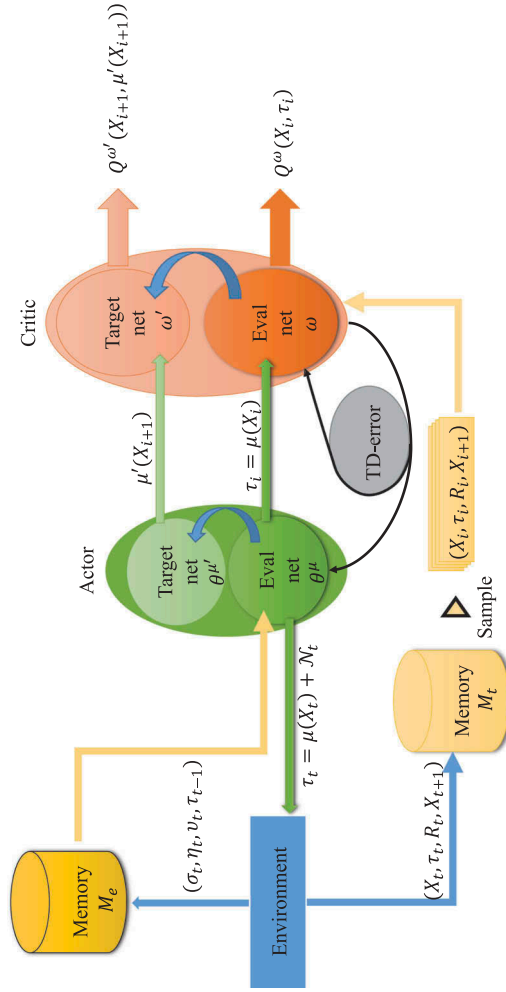 Actor
Critic
Memory
M_e
Target
net
θ^{μ'}
Eval
net
θ^μ
μ'(X_{i+1})
τ_i = μ(X_i)
Target
net
ω'
Eval
net
ω
Q^{ω'}(X_{i+1}, μ'(X_{i+1}))
Q^ω(X_i, τ_i)
(σ_t, η_t, υ_t, τ_{t−1})
τ_t = μ(X_t) + 𝒩_t
Environment
TD-error
(X_t, τ_t, R_t, X_{t+1})
Memory
M_t
Sample
(X_i, τ_i, R_i, X_{i+1})